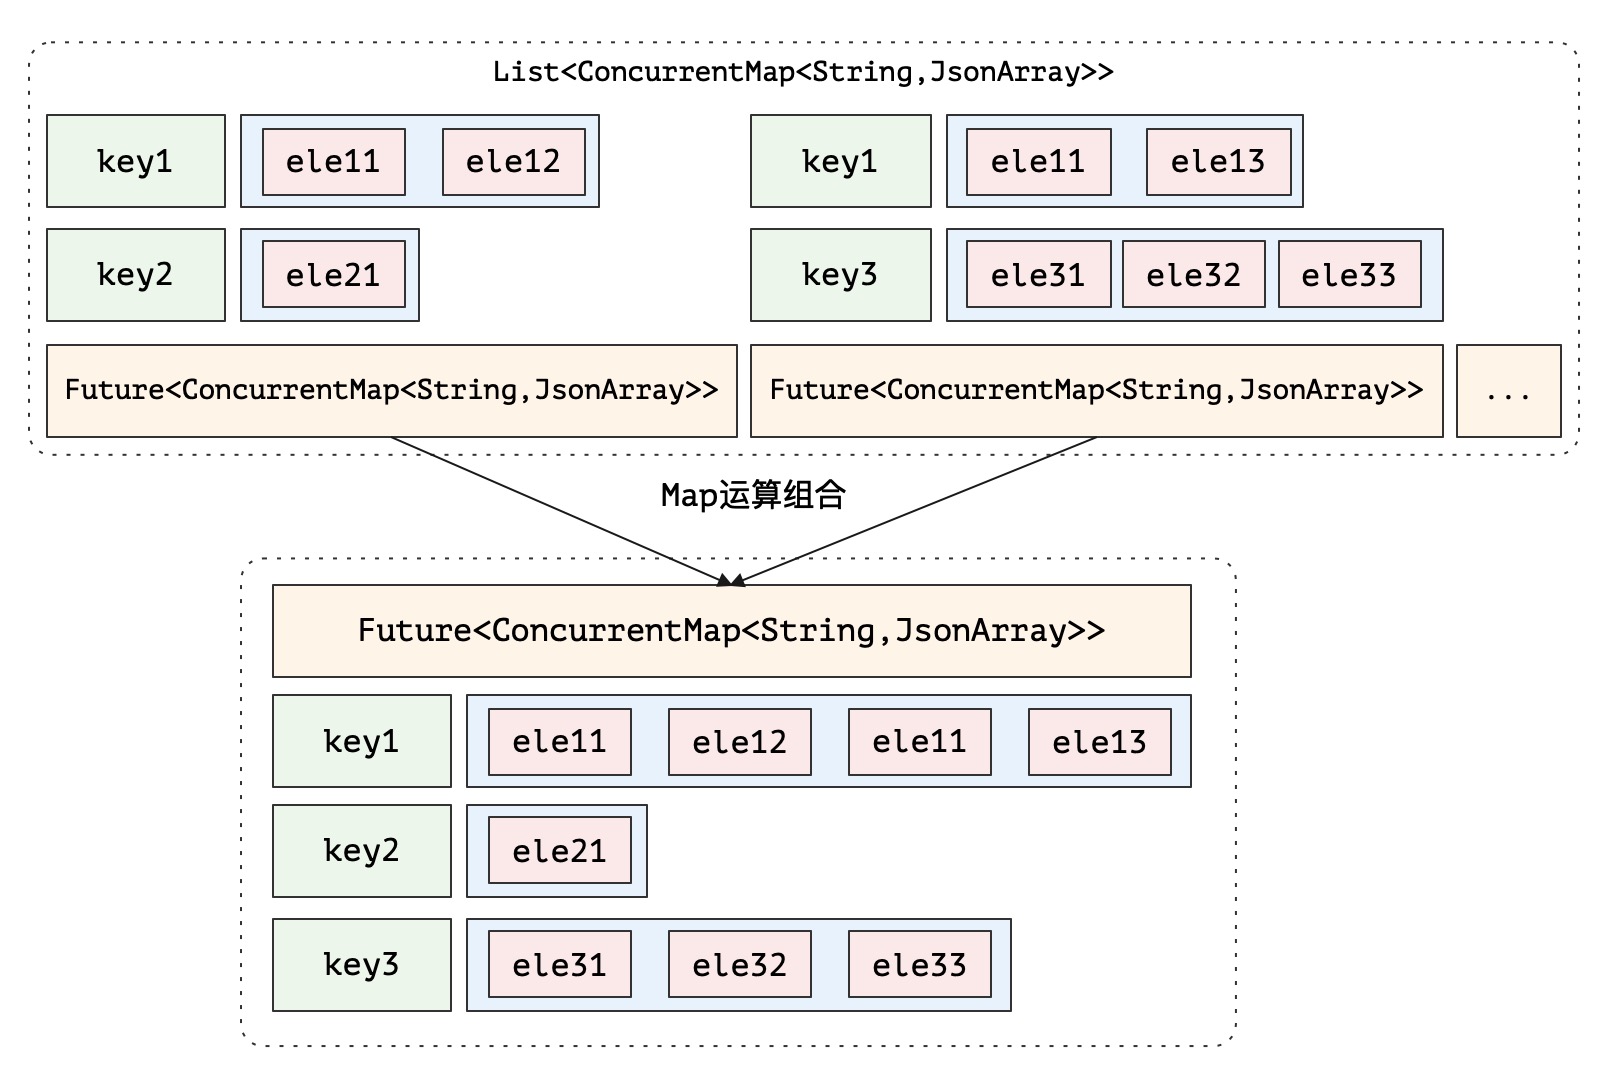 List<ConcurrentMap<String,JsonArray>>
key1 ele11 ele12 key1 ele11 ele13
key2 ele21 key3 ele31 ele32 ele33
Future<ConcurrentMap<String,JsonArray>> Future<ConcurrentMap<String,JsonArray>> ...
Map运算组合
Future<ConcurrentMap<String,JsonArray>>
key1 ele11 ele12 ele11 ele13
key2 ele21
key3 ele31 ele32 ele33